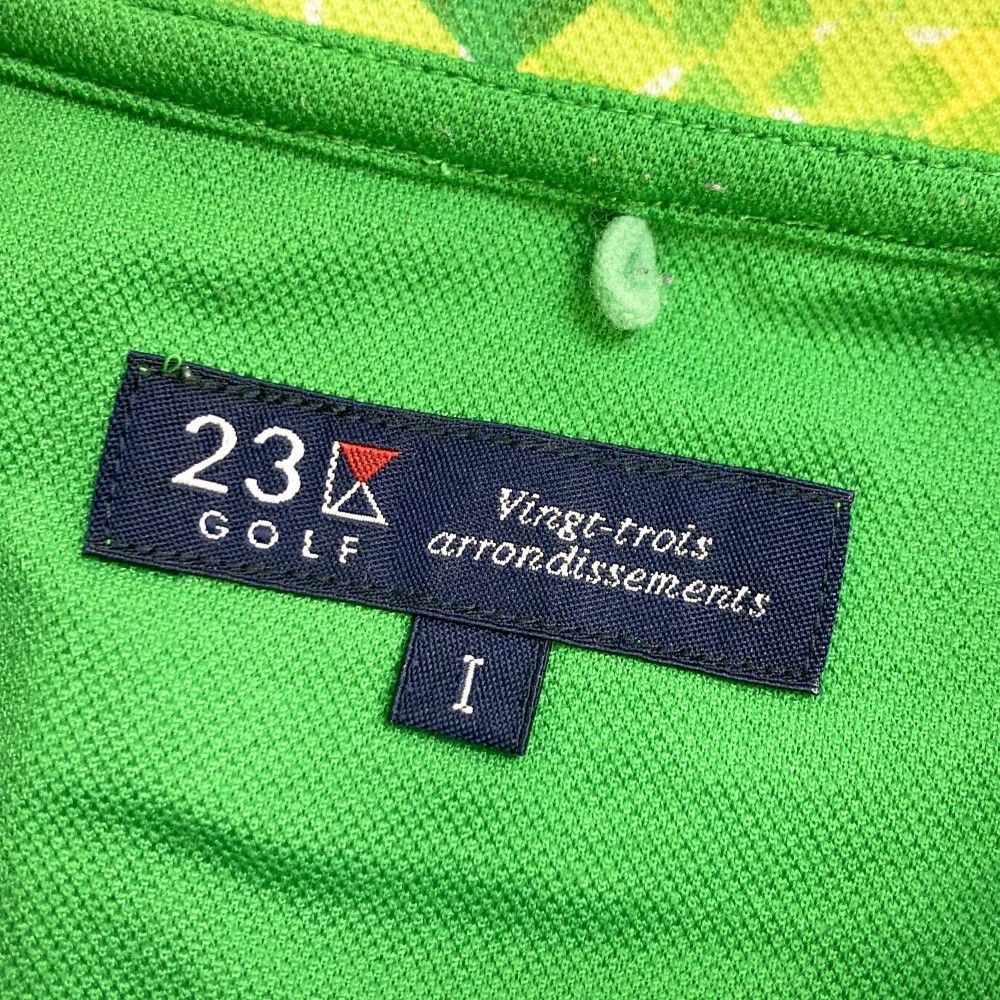 23
GOLF
Vingt-trois
arrondissements
I